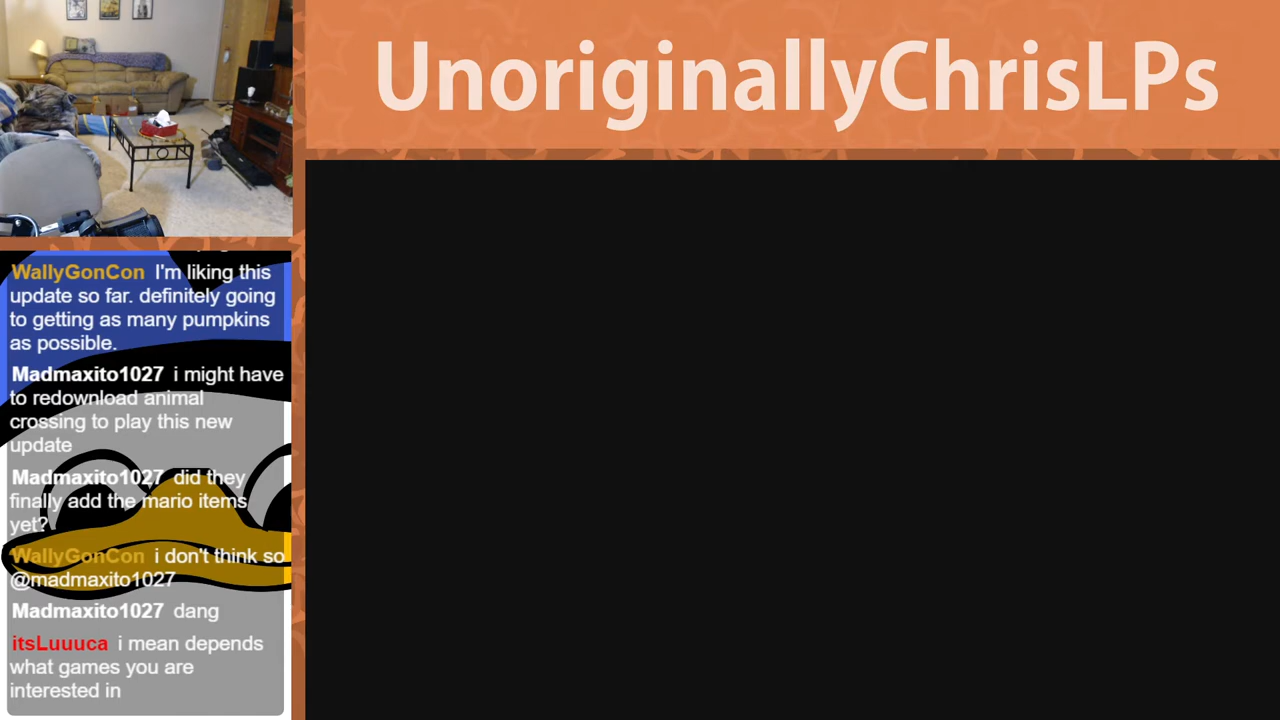 UnoriginallyChrisLPs
WallyGonCon I'm liking this
update so far. definitely going
to getting as many pumpkins
as possible.
Madmaxito1027 i might have
to redownload animal
crossing to play this new
update
Madmaxito1027 did they
finally add the mario items
yet?
WallyGonCon i don't think so
@madmaxito1027
Madmaxito1027 dang
itsLuuuca i mean depends
what games you are
interested in